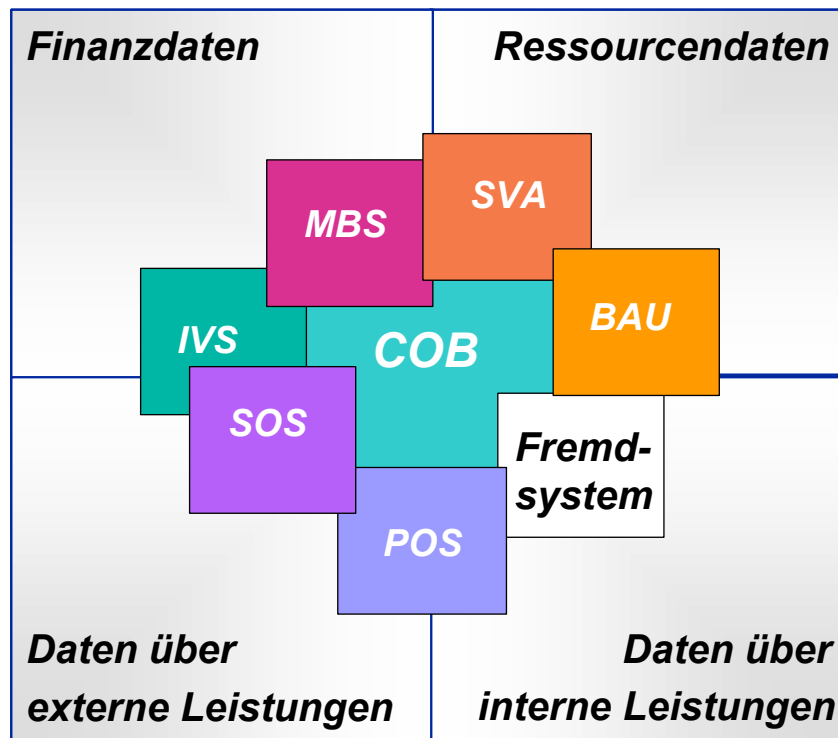 Finanzdaten
Ressourcendaten
MBS
SVA
IVS
COB
BAU
SOS
Fremd-
system
POS
Daten über
externe Leistungen
Daten über
interne Leistungen